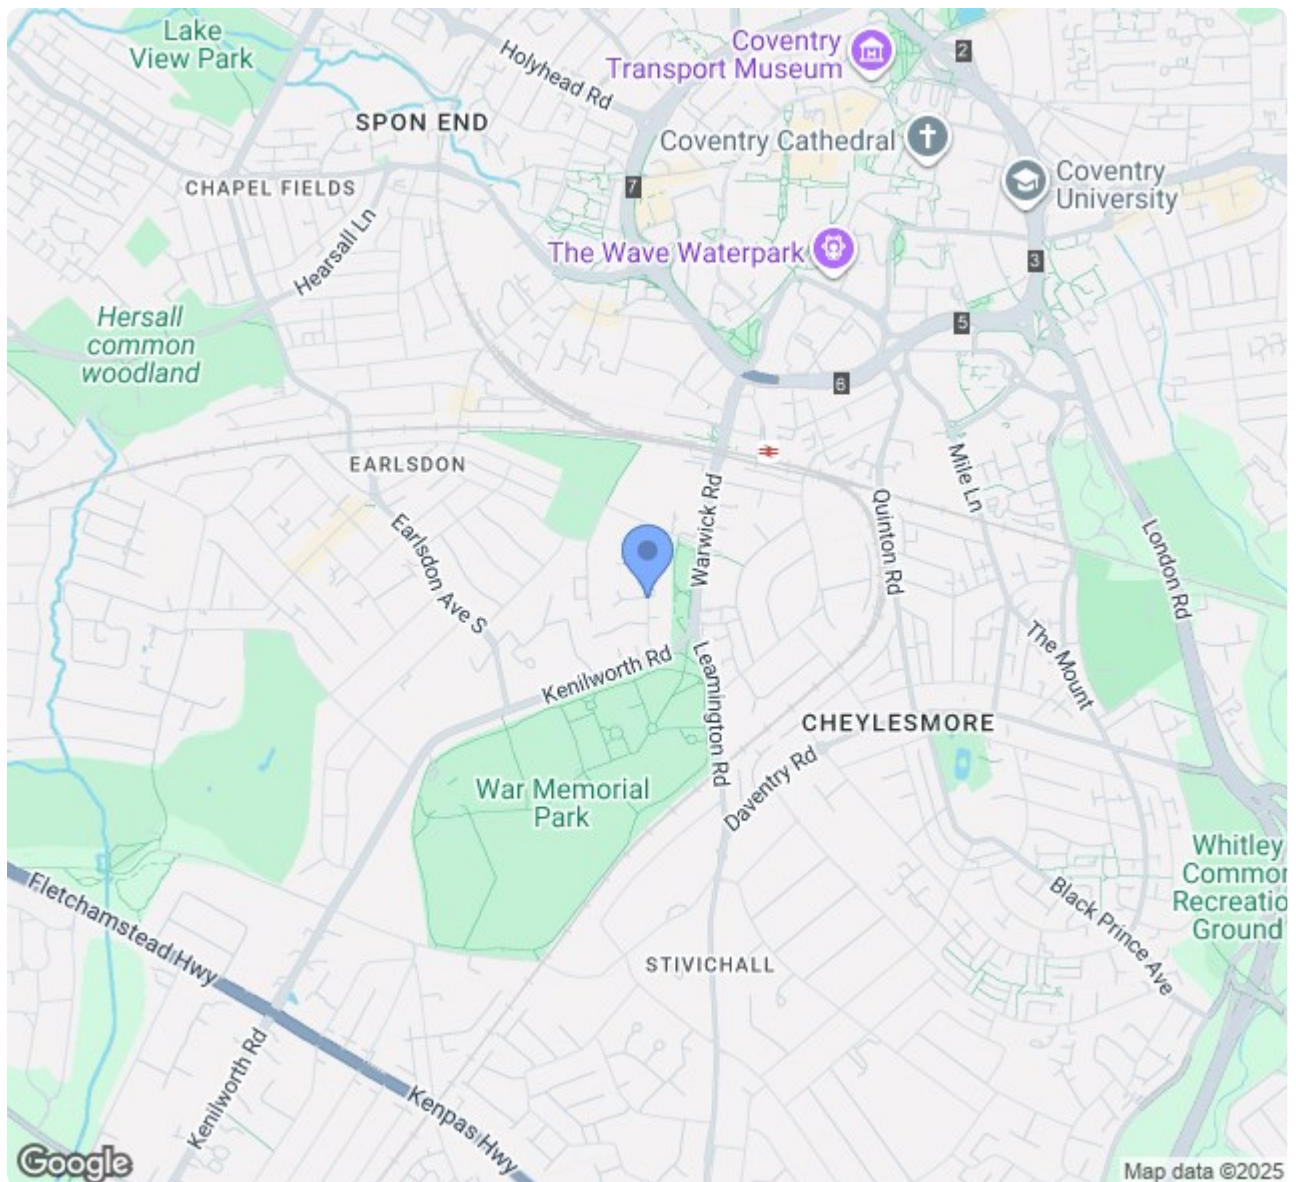 Lake
View Park
Holyhead Rd
Coventry
Transport Museum
2
SPON END
Coventry Cathedral
Coventry
University
CHAPEL FIELDS
7
Hearsall Ln
The Wave Waterpark
3
Hersall
common
woodland
5
6
EARLSDON
Mile Ln
Warwick Rd
Quinton Rd
London Rd
Earlsdon Ave S
The Mount
Kenilworth Rd
Leamington Rd
CHEYLESMORE
War Memorial
Park
Daventry Rd
Whitley
Common
Recreatio
Ground
Fletchamstead Hwy
Black Prince Ave
STIVICHALL
Kenilworth Rd
Kenpas Hwy
Google
Map data ©2025